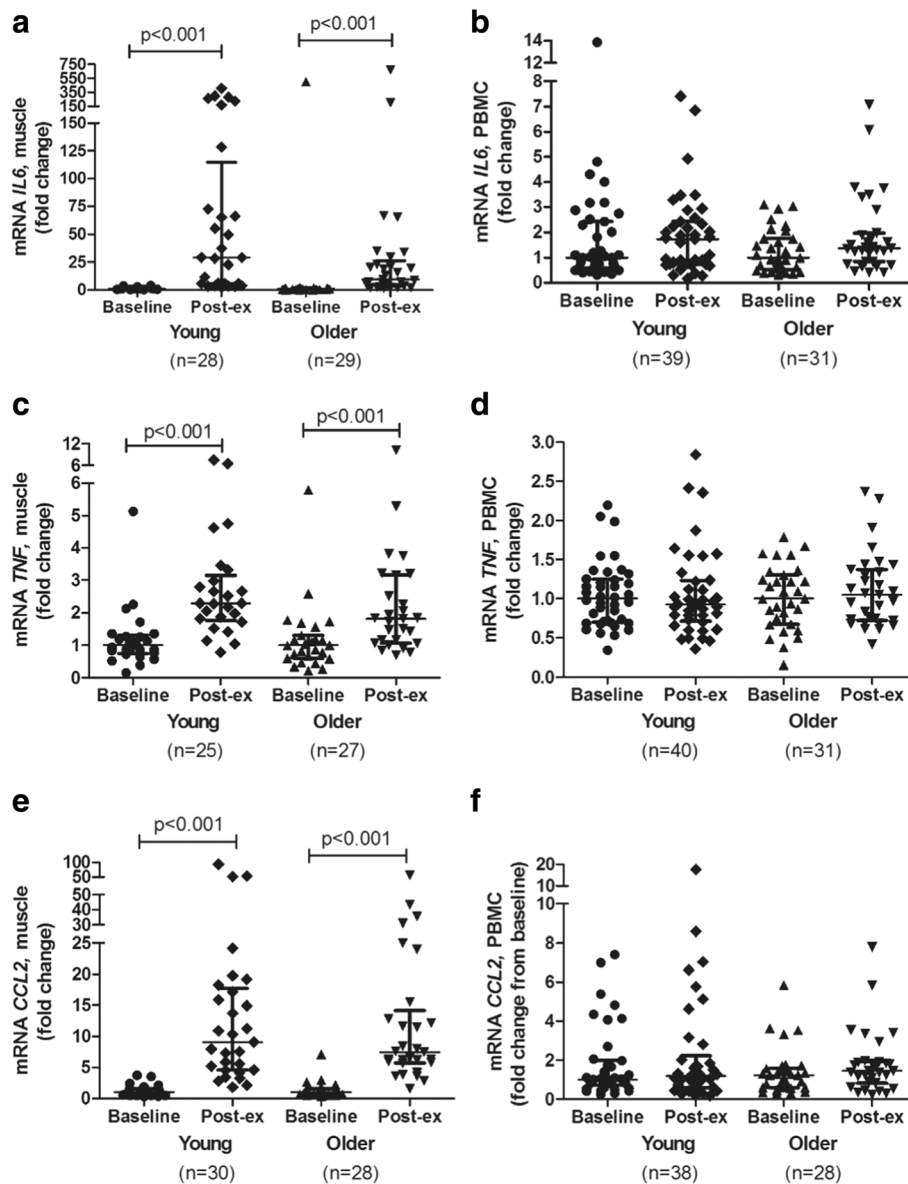 a
p<0.001
p<0.001
mRNA IL6, muscle
(fold change)
750
550
350
150
150
125
100
75
50
25
0
Baseline Post-ex Baseline Post-ex
Young Older
(n=28) (n=29)
b
mRNA IL6, PBMC
(fold change)
14
12
8
7
6
5
4
3
2
1
0
Baseline Post-ex Baseline Post-ex
Young Older
(n=39) (n=31)
c
p<0.001
p<0.001
mRNA TNF, muscle
(fold change)
12
6
6
5
4
3
2
1
0
Baseline Post-ex Baseline Post-ex
Young Older
(n=25) (n=27)
d
mRNA TNF, PBMC
(fold change)
3.0
2.5
2.0
1.5
1.0
0.5
0.0
Baseline Post-ex Baseline Post-ex
Young Older
(n=40) (n=31)
e
p<0.001
p<0.001
mRNA CCL2, muscle
(fold change)
100
50
50
40
30
25
20
15
10
5
0
Baseline Post-ex Baseline Post-ex
Young Older
(n=30) (n=28)
f
mRNA CCL2, PBMC
(fold change from baseline)
20
10
10
8
6
4
2
0
Baseline Post-ex Baseline Post-ex
Young Older
(n=38) (n=28)